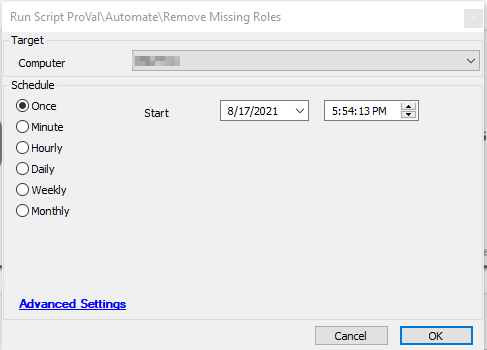 Run Script ProVal\Automate\Remove Missing Roles
x
Target
Computer
Schedule
Once
Start
8/17/2021
5:54:13 PM
Minute
Hourly
Daily
Weekly
Monthly
Advanced Settings
Cancel
OK